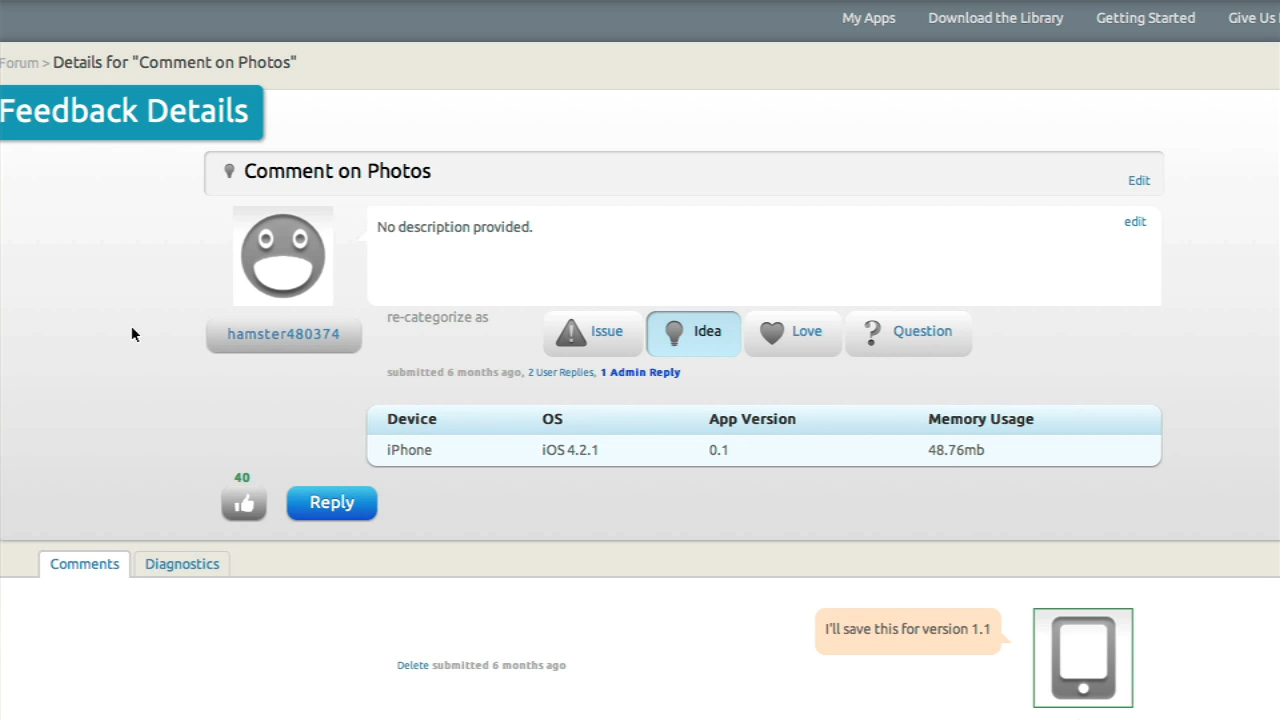 My Apps Download the Library Getting Started Give Us
Forum > Details for "Comment on Photos"
Feedback Details
Comment on Photos
Edit
No description provided.
edit
hamster480374
re-categorize as
Issue Idea Love Question
submitted 6 months ago, 2 User Replies, 1 Admin Reply
Device OS App Version Memory Usage
iPhone iOS 4.2.1 0.1 48.76mb
40
Reply
Comments Diagnostics
I'll save this for version 1.1
Delete submitted 6 months ago